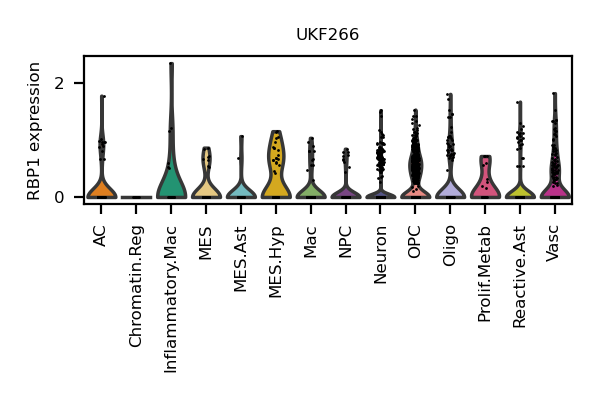 UKF266
RBP1 expression
2
0
AC
Chromatin.Reg
Inflammatory.Mac
MES
MES.Ast
MES.Hyp
Mac
NPC
Neuron
OPC
Oligo
Prolif.Metab
Reactive.Ast
Vasc